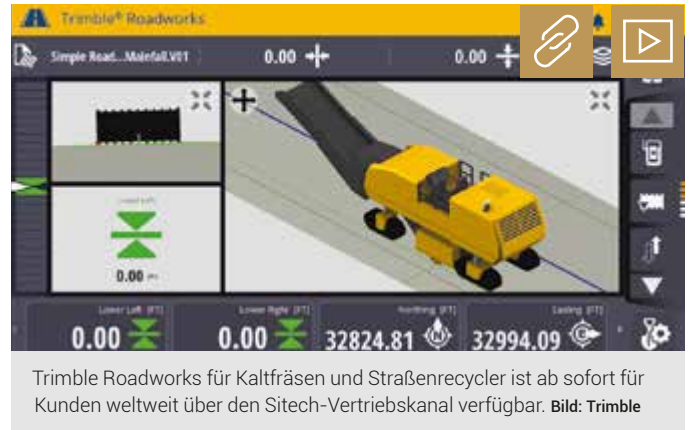 Trimble® Roadworks
Simple Road...Mainfall.V01
0.00
0.00
0.00
Lower Left (FT)
0.00
Lower Right (FT)
0.00
Northing (FT)
32824.81
Easting (FT)
32994.09
Trimble Roadworks für Kaltfräsen und Straßenrecycler ist ab sofort für
Kunden weltweit über den Sitech-Vertriebskanal verfügbar. Bild: Trimble